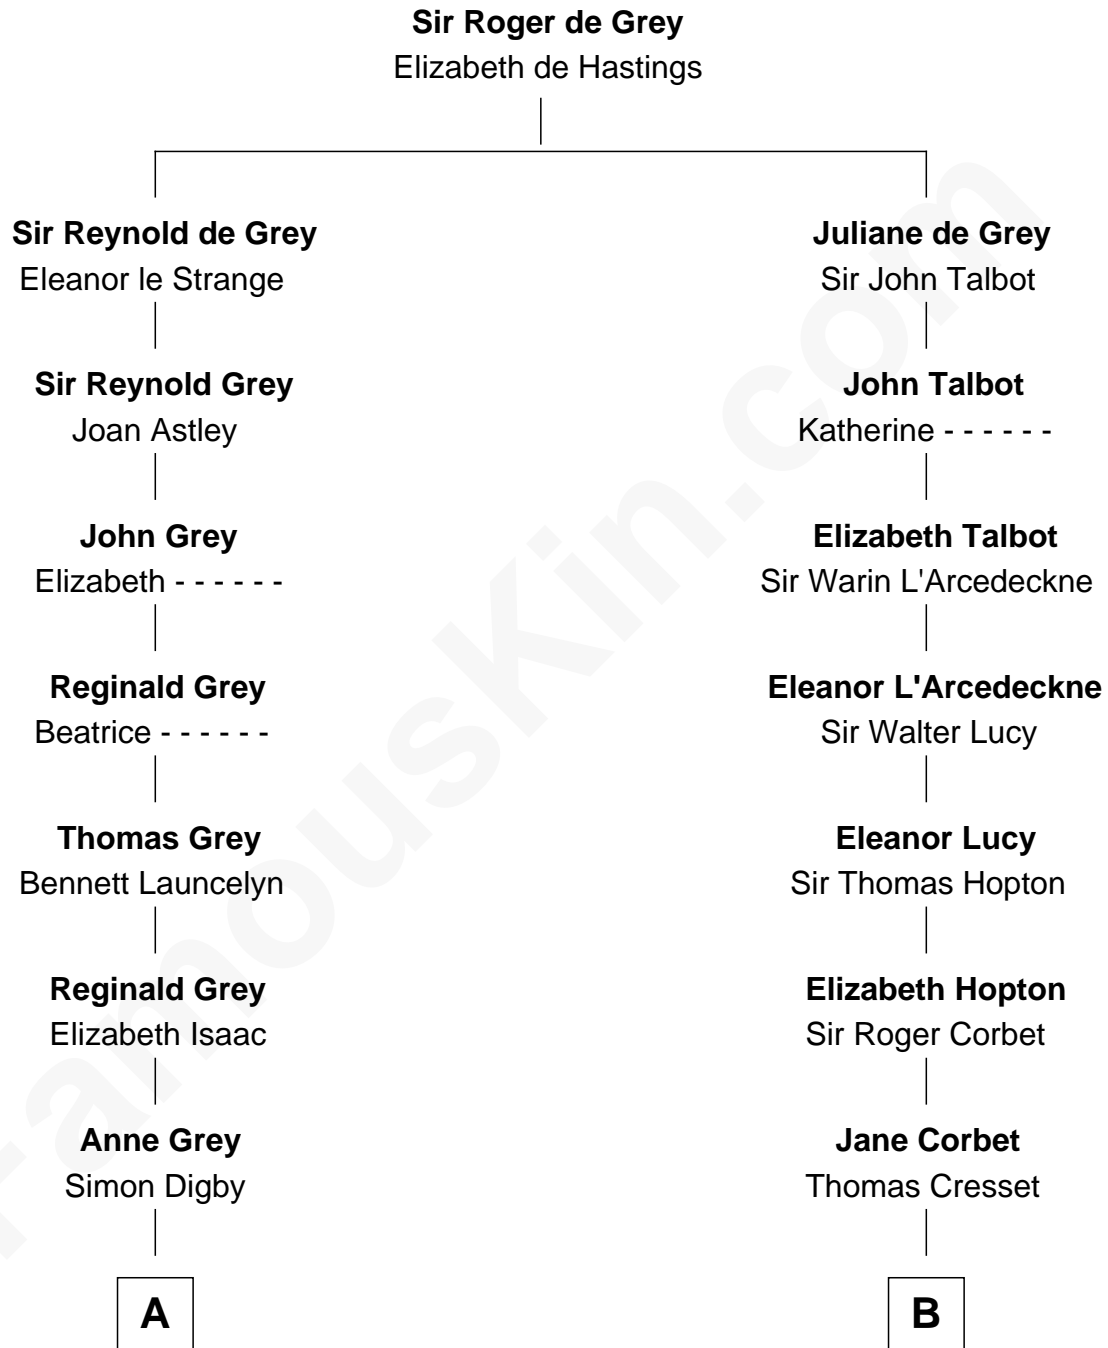 Sir Roger de Grey
Elizabeth de Hastings
Sir Reynold de Grey
Eleanor le Strange
Juliane de Grey
Sir John Talbot
Sir Reynold Grey
Joan Astley
John Talbot
Katherine - - - - - -
John Grey
Elizabeth - - - - - -
Elizabeth Talbot
Sir Warin L'Arcedeckne
Reginald Grey
Beatrice - - - - - -
Eleanor L'Arcedeckne
Sir Walter Lucy
Thomas Grey
Bennett Launcelyn
Eleanor Lucy
Sir Thomas Hopton
Reginald Grey
Elizabeth Isaac
Elizabeth Hopton
Sir Roger Corbet
Anne Grey
Simon Digby
Jane Corbet
Thomas Cresset
A
B
FamousKin.com